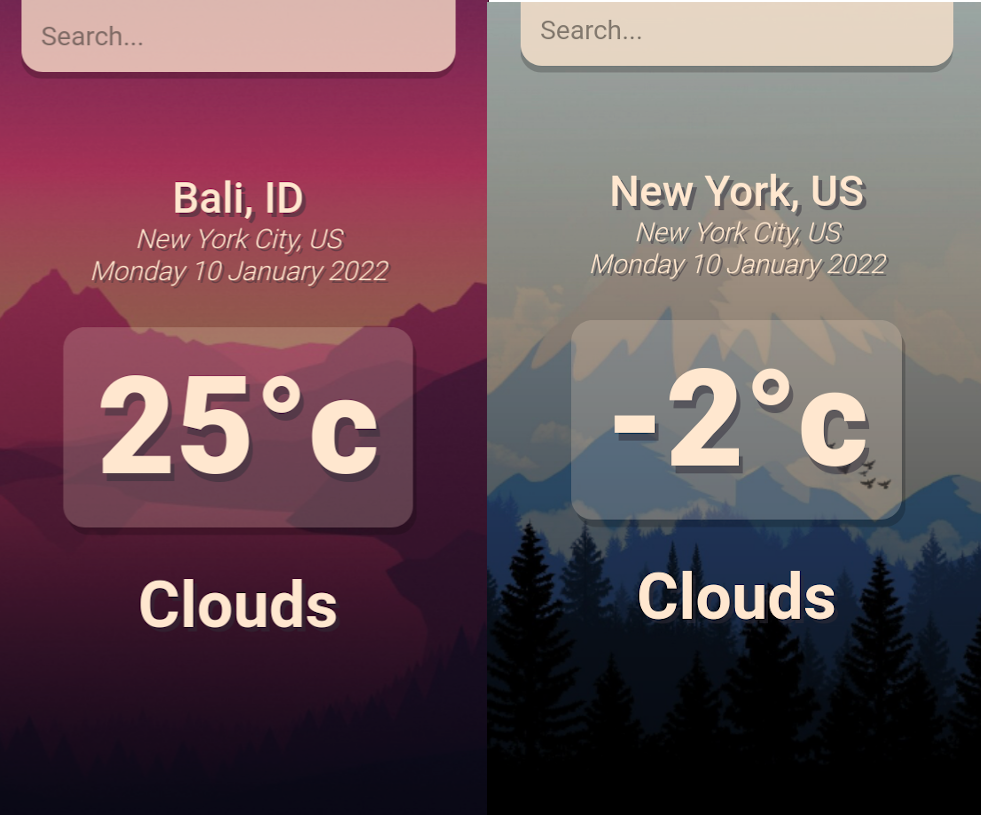 Search...
Bali, ID
New York City, US
Monday 10 January 2022
25°c
Clouds
Search...
New York, US
New York City, US
Monday 10 January 2022
-2°c
Clouds